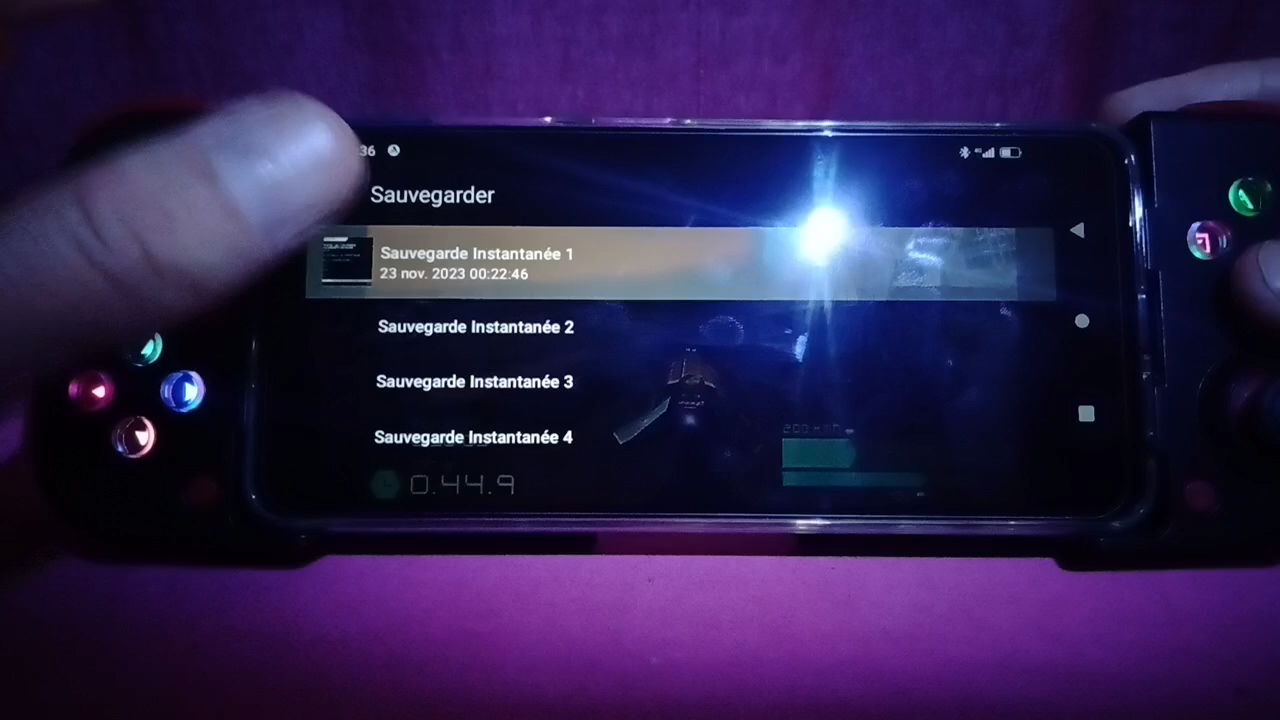 36
Sauvegarder
Sauvegarde Instantanée 1
23 nov. 2023 00:22:46
Sauvegarde Instantanée 2
Sauvegarde Instantanée 3
Sauvegarde Instantanée 4
0.44.9